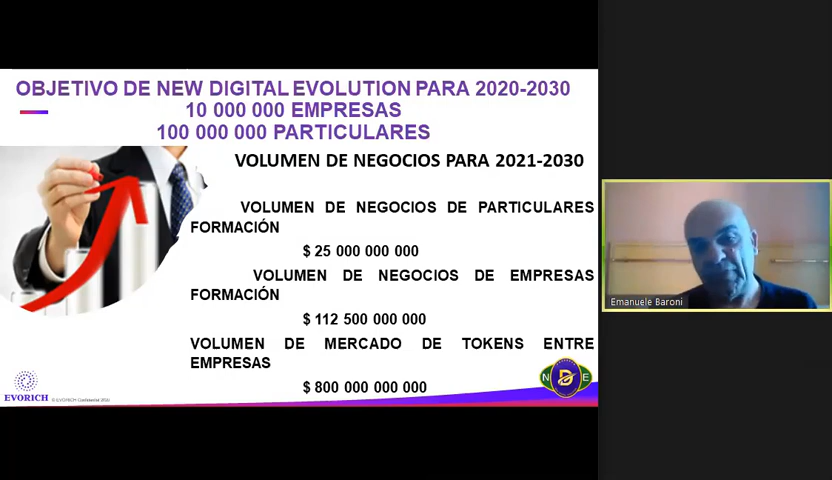 OBJETIVO DE NEW DIGITAL EVOLUTION PARA 2020-2030
10 000 000 EMPRESAS
100 000 000 PARTICULARES
VOLUMEN DE NEGOCIOS PARA 2021-2030
VOLUMEN DE NEGOCIOS DE PARTICULARES
FORMACIÓN
$ 25 000 000 000
VOLUMEN DE NEGOCIOS DE EMPRESAS
FORMACIÓN
$ 112 500 000 000
VOLUMEN DE MERCADO DE TOKENS ENTRE
EMPRESAS
$ 800 000 000 000
EVORICH
© EVORICH Confidential
N D E
Emanuele Baroni